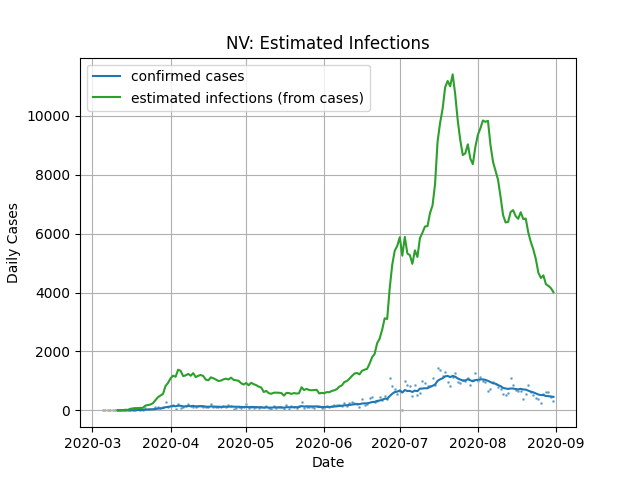 NV: Estimated Infections
confirmed cases
estimated infections (from cases)
Daily Cases
10000
8000
6000
4000
2000
0
2020-03 2020-04 2020-05 2020-06 2020-07 2020-08 2020-09
Date